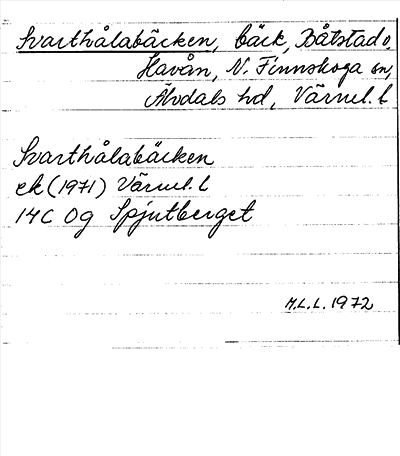 Svarthålabäcken, bäck, Båtstad o.
Havån, N. Finnskoga sn,
Älvdals hd, Värml. l
Svarthålabäcken
ek (1971) Värml. l
14C 0g Spjutberget
M.L.L. 1972